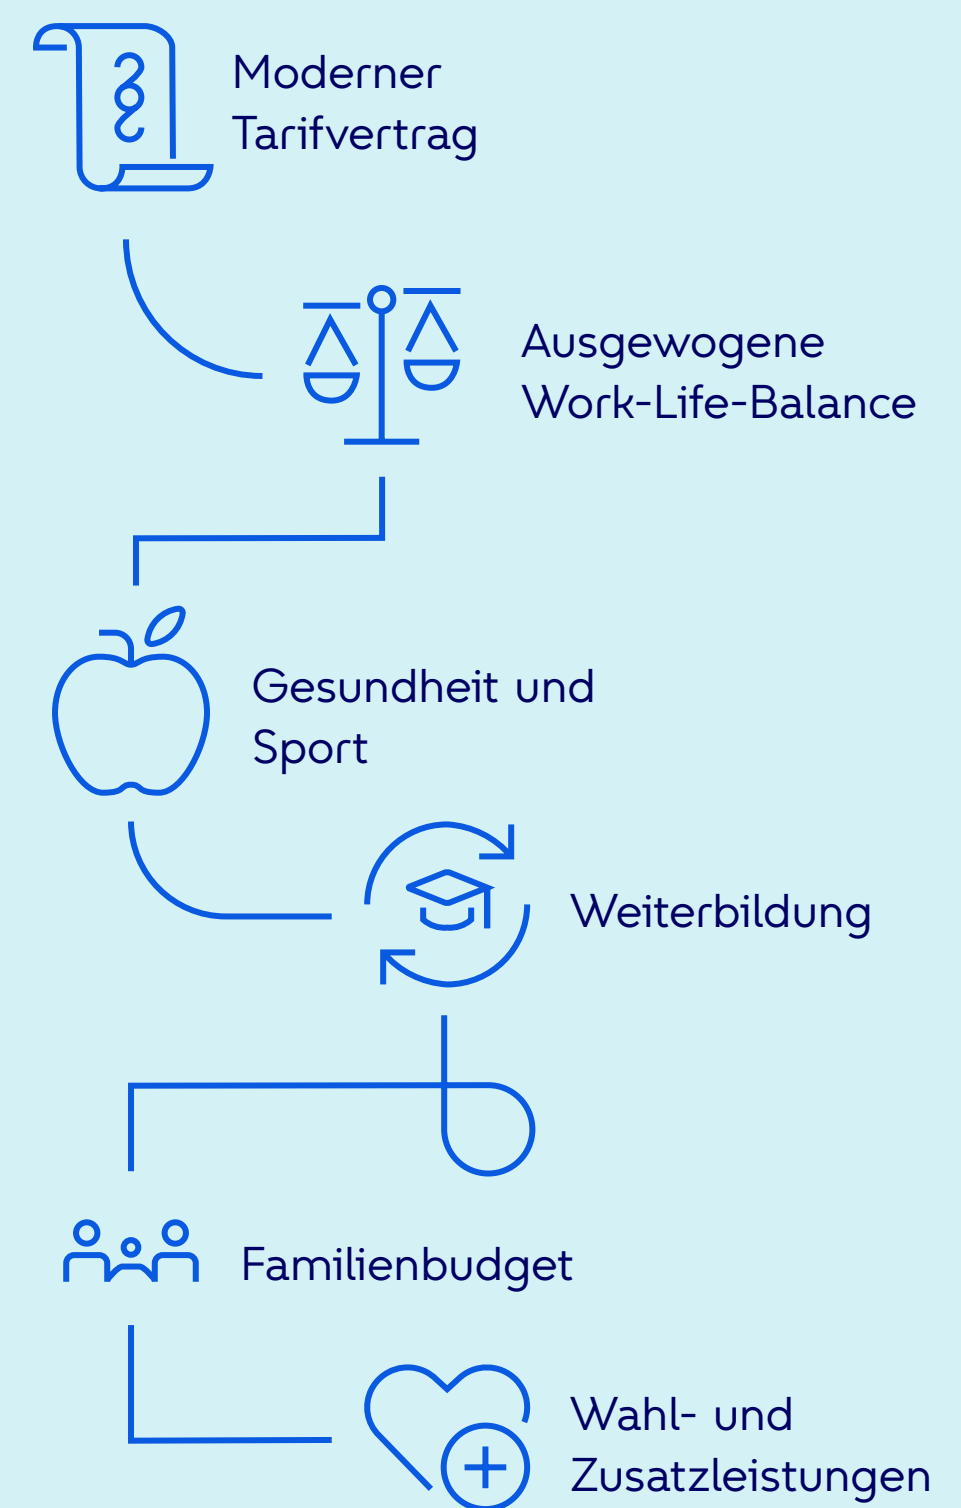 Moderner
Tarifvertrag
Ausgewogene
Work-Life-Balance
Gesundheit und
Sport
Weiterbildung
Familienbudget
Wahl- und
Zusatzleistungen